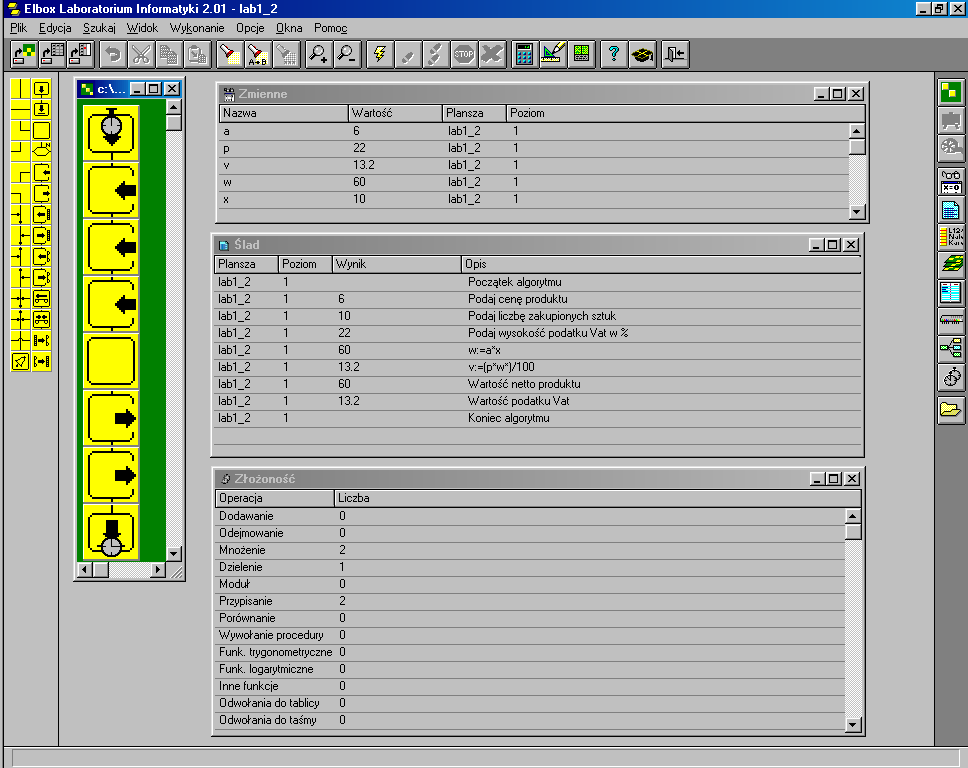 Elbox Laboratorium Informatyki 2.01 - lab1_2
Plik Edycja Szukaj Widok Wykonanie Opcje Okna Pomoc
A→B STOP ?
c:\...
Zmienne
Nazwa Wartość Plansza Poziom
a 6 lab1_2 1
p 22 lab1_2 1
v 13.2 lab1_2 1
w 60 lab1_2 1
x 10 lab1_2 1
Ślad
Plansza Poziom Wynik Opis
lab1_2 1 Początek algorytmu
lab1_2 1 6 Podaj cenę produktu
lab1_2 1 10 Podaj liczbę zakupionych sztuk
lab1_2 1 22 Podaj wysokość podatku Vat w %
lab1_2 1 60 w:=a*x
lab1_2 1 13.2 v:=(p*w*)/100
lab1_2 1 60 Wartość netto produktu
lab1_2 1 13.2 Wartość podatku Vat
lab1_2 1 Koniec algorytmu
Złożoność
Operacja Liczba
Dodawanie 0
Odejmowanie 0
Mnożenie 2
Dzielenie 1
Moduł 0
Przypisanie 2
Porównanie 0
Wywołanie procedury 0
Funk. trygonometryczne 0
Funk. logarytmiczne 0
Inne funkcje 0
Odwołania do tablicy 0
Odwołania do taśmy 0
x=0